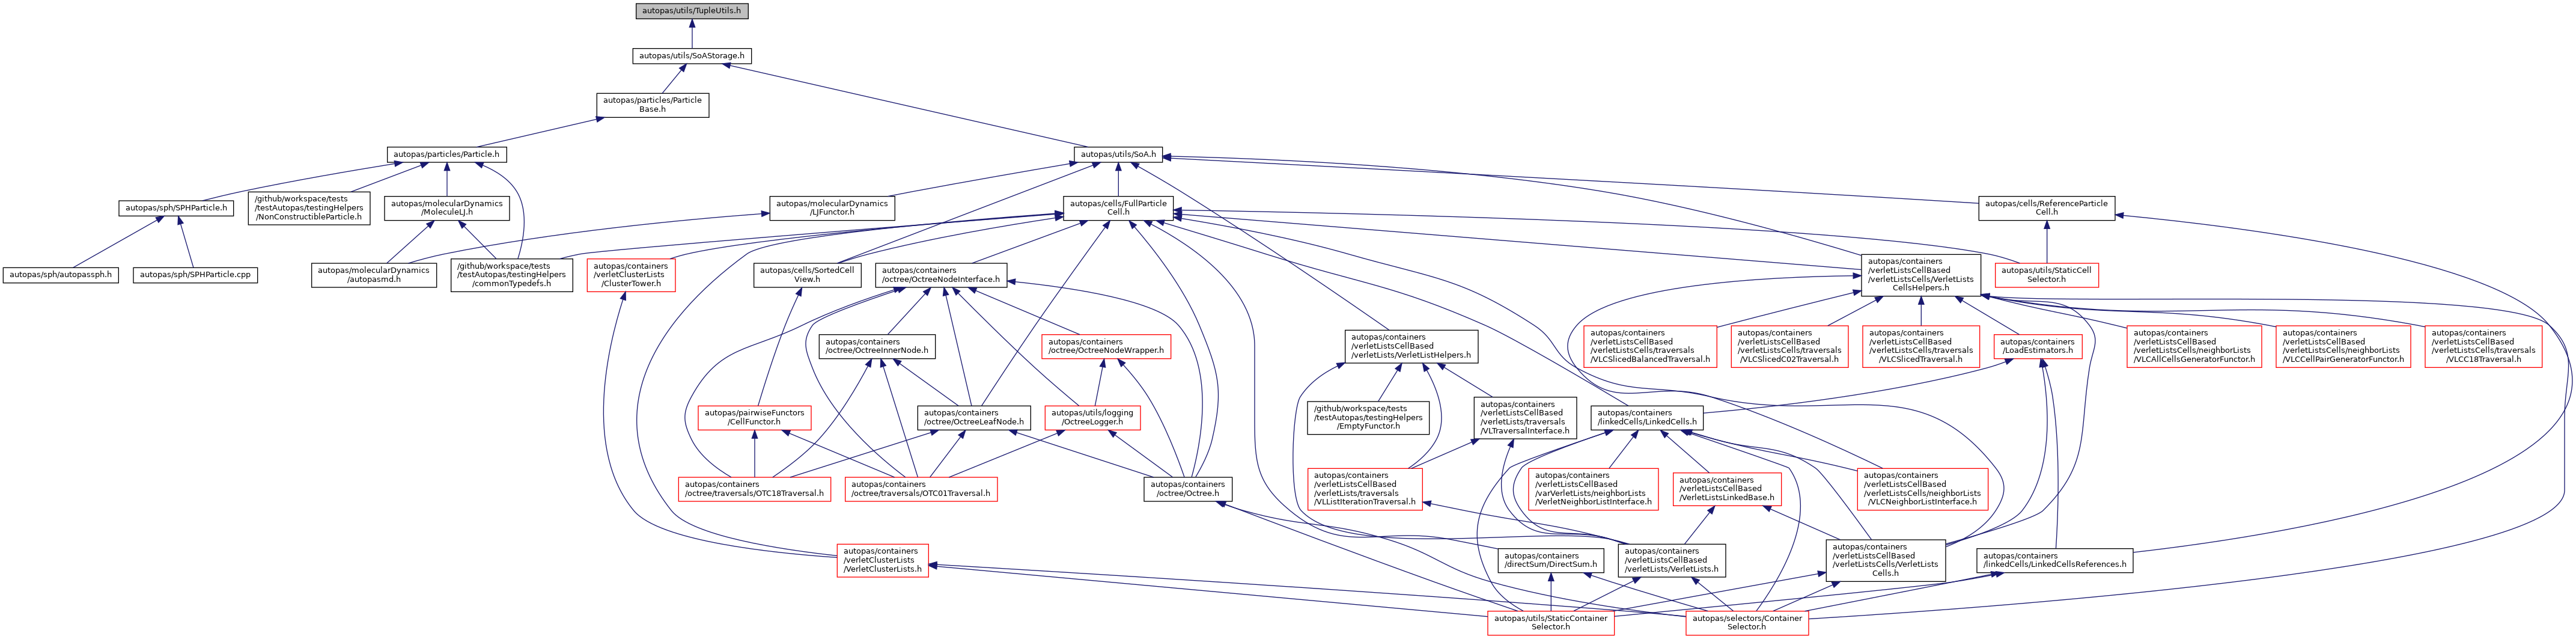 autopas/utils/TupleUtils.h
autopas/utils/SoAStorage.h
autopas/particles/Particle
Base.h
autopas/particles/Particle.h
autopas/utils/SoA.h
autopas/sph/SPHParticle.h
/github/workspace/tests
/testAutopas/testingHelpers
/NonConstructibleParticle.h
autopas/molecularDynamics
/MoleculeLJ.h
autopas/molecularDynamics
/LJFunctor.h
autopas/cells/FullParticle
Cell.h
autopas/cells/ReferenceParticle
Cell.h
autopas/sph/autopassph.h
autopas/sph/SPHParticle.cpp
autopas/molecularDynamics
/autopasmd.h
/github/workspace/tests
/testAutopas/testingHelpers
/commonTypedefs.h
autopas/containers
/verletClusterLists
/ClusterTower.h
autopas/cells/SortedCell
View.h
autopas/containers
/octree/OctreeNodeInterface.h
autopas/containers
/verletListsCellBased
/verletListsCells/VerletLists
CellsHelpers.h
autopas/utils/StaticCell
Selector.h
autopas/containers
/octree/OctreeInnerNode.h
autopas/containers
/octree/OctreeNodeWrapper.h
autopas/containers
/verletListsCellBased
/verletLists/VerletListHelpers.h
autopas/containers
/verletListsCellBased
/verletListsCells/traversals
/VLCSlicedBalancedTraversal.h
autopas/containers
/verletListsCellBased
/verletListsCells/traversals
/VLCSlicedC02Traversal.h
autopas/containers
/verletListsCellBased
/verletListsCells/traversals
/VLCSlicedTraversal.h
autopas/containers
/LoadEstimators.h
autopas/containers
/verletListsCellBased
/verletListsCells/neighborLists
/VLCAllCellsGeneratorFunctor.h
autopas/containers
/verletListsCellBased
/verletListsCells/neighborLists
/VLCCellPairGeneratorFunctor.h
autopas/containers
/verletListsCellBased
/verletListsCells/traversals
/VLCC18Traversal.h
autopas/pairwiseFunctors
/CellFunctor.h
autopas/containers
/octree/OctreeLeafNode.h
autopas/utils/logging
/OctreeLogger.h
/github/workspace/tests
/testAutopas/testingHelpers
/EmptyFunctor.h
autopas/containers
/verletListsCellBased
/verletLists/traversals
/VLTraversalInterface.h
autopas/containers
/linkedCells/LinkedCells.h
autopas/containers
/octree/traversals/OTC18Traversal.h
autopas/containers
/octree/traversals/OTC01Traversal.h
autopas/containers
/octree/Octree.h
autopas/containers
/verletListsCellBased
/verletLists/traversals
/VLListIterationTraversal.h
autopas/containers
/verletListsCellBased
/varVerletLists/neighborLists
/VerletNeighborListInterface.h
autopas/containers
/verletListsCellBased
/VerletListsLinkedBase.h
autopas/containers
/verletListsCellBased
/verletListsCells/neighborLists
/VLCNeighborListInterface.h
autopas/containers
/verletClusterLists
/VerletClusterLists.h
autopas/containers
/directSum/DirectSum.h
autopas/containers
/verletListsCellBased
/verletLists/VerletLists.h
autopas/containers
/verletListsCellBased
/verletListsCells/VerletLists
Cells.h
autopas/containers
/linkedCells/LinkedCellsReferences.h
autopas/utils/StaticContainer
Selector.h
autopas/selectors/Container
Selector.h